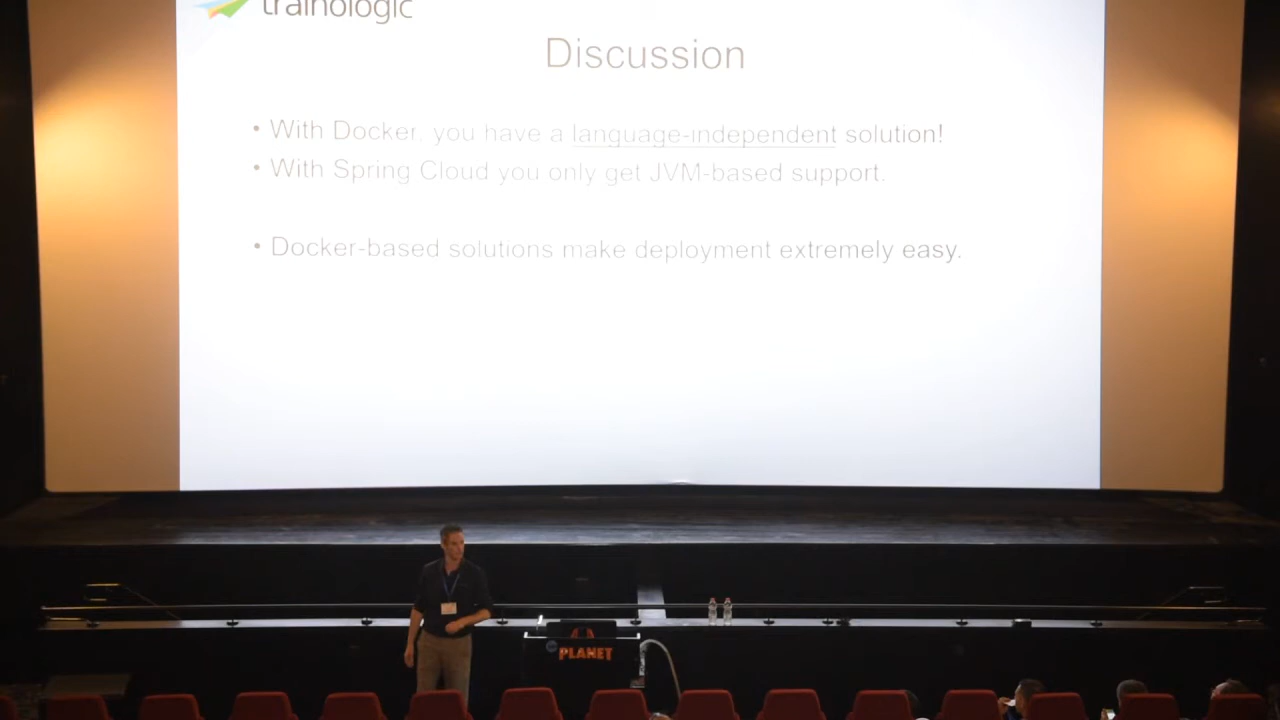 trainologic
Discussion
• With Docker, you have a language-independent solution!
• With Spring Cloud you only get JVM-based support.
• Docker-based solutions make deployment extremely easy.
PLANET